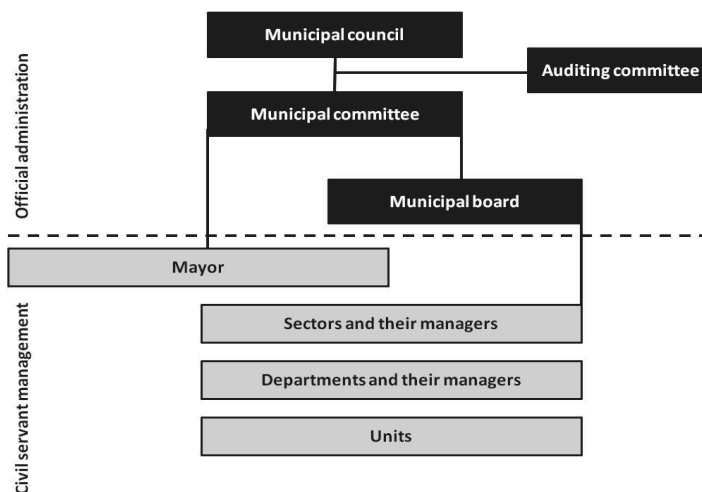 Municipal council
Auditing committee
Municipal committee
Official administration
Municipal board
Mayor
Civil servant management
Sectors and their managers
Departments and their managers
Units